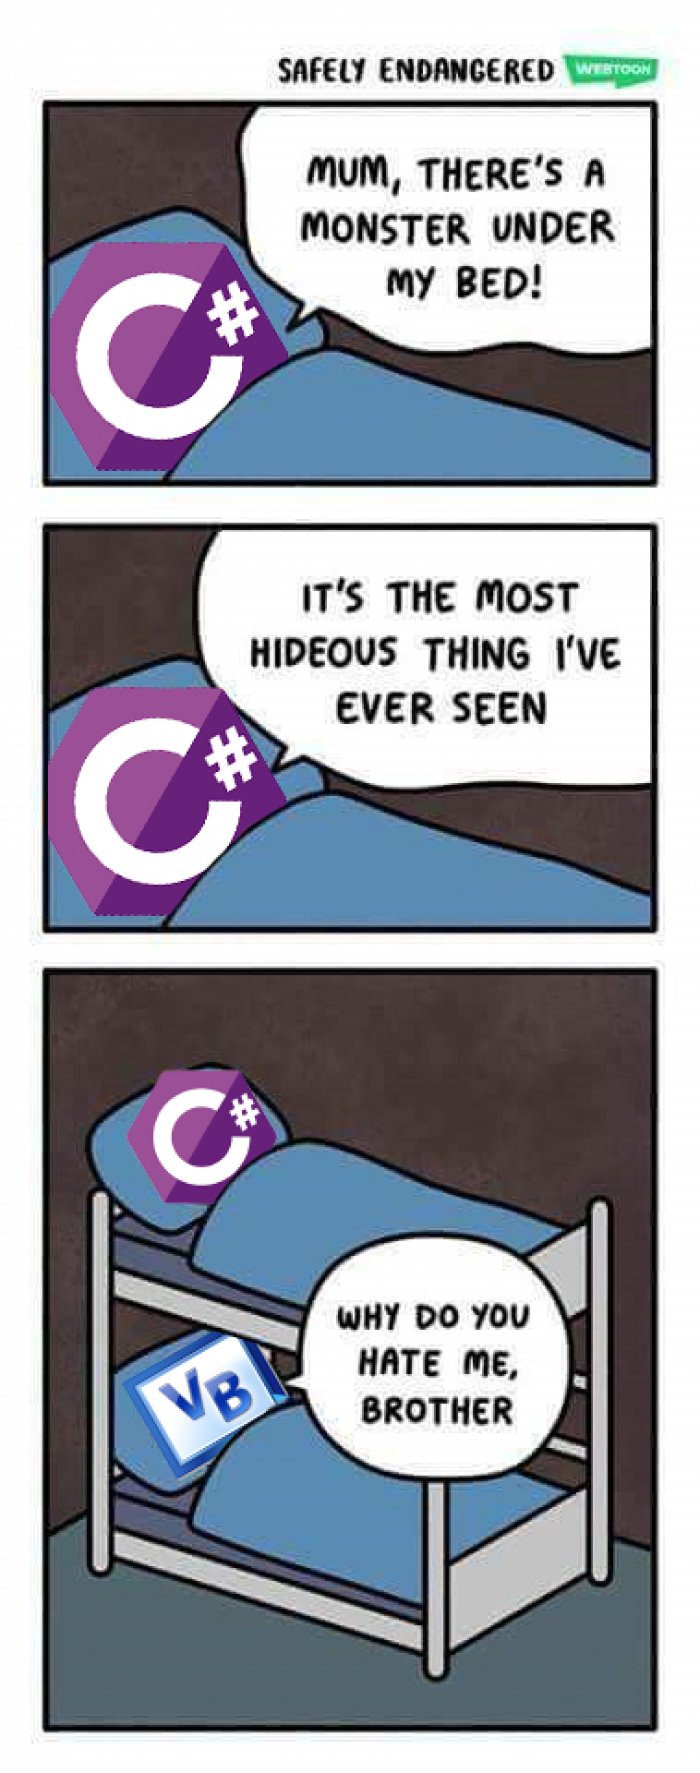 SAFELY ENDANGERED WEBTOON
MUM, THERE'S A
MONSTER UNDER
MY BED!
C#
IT'S THE MOST
HIDEOUS THING I'VE
EVER SEEN
C#
C#
WHY DO YOU
HATE ME,
BROTHER
VB